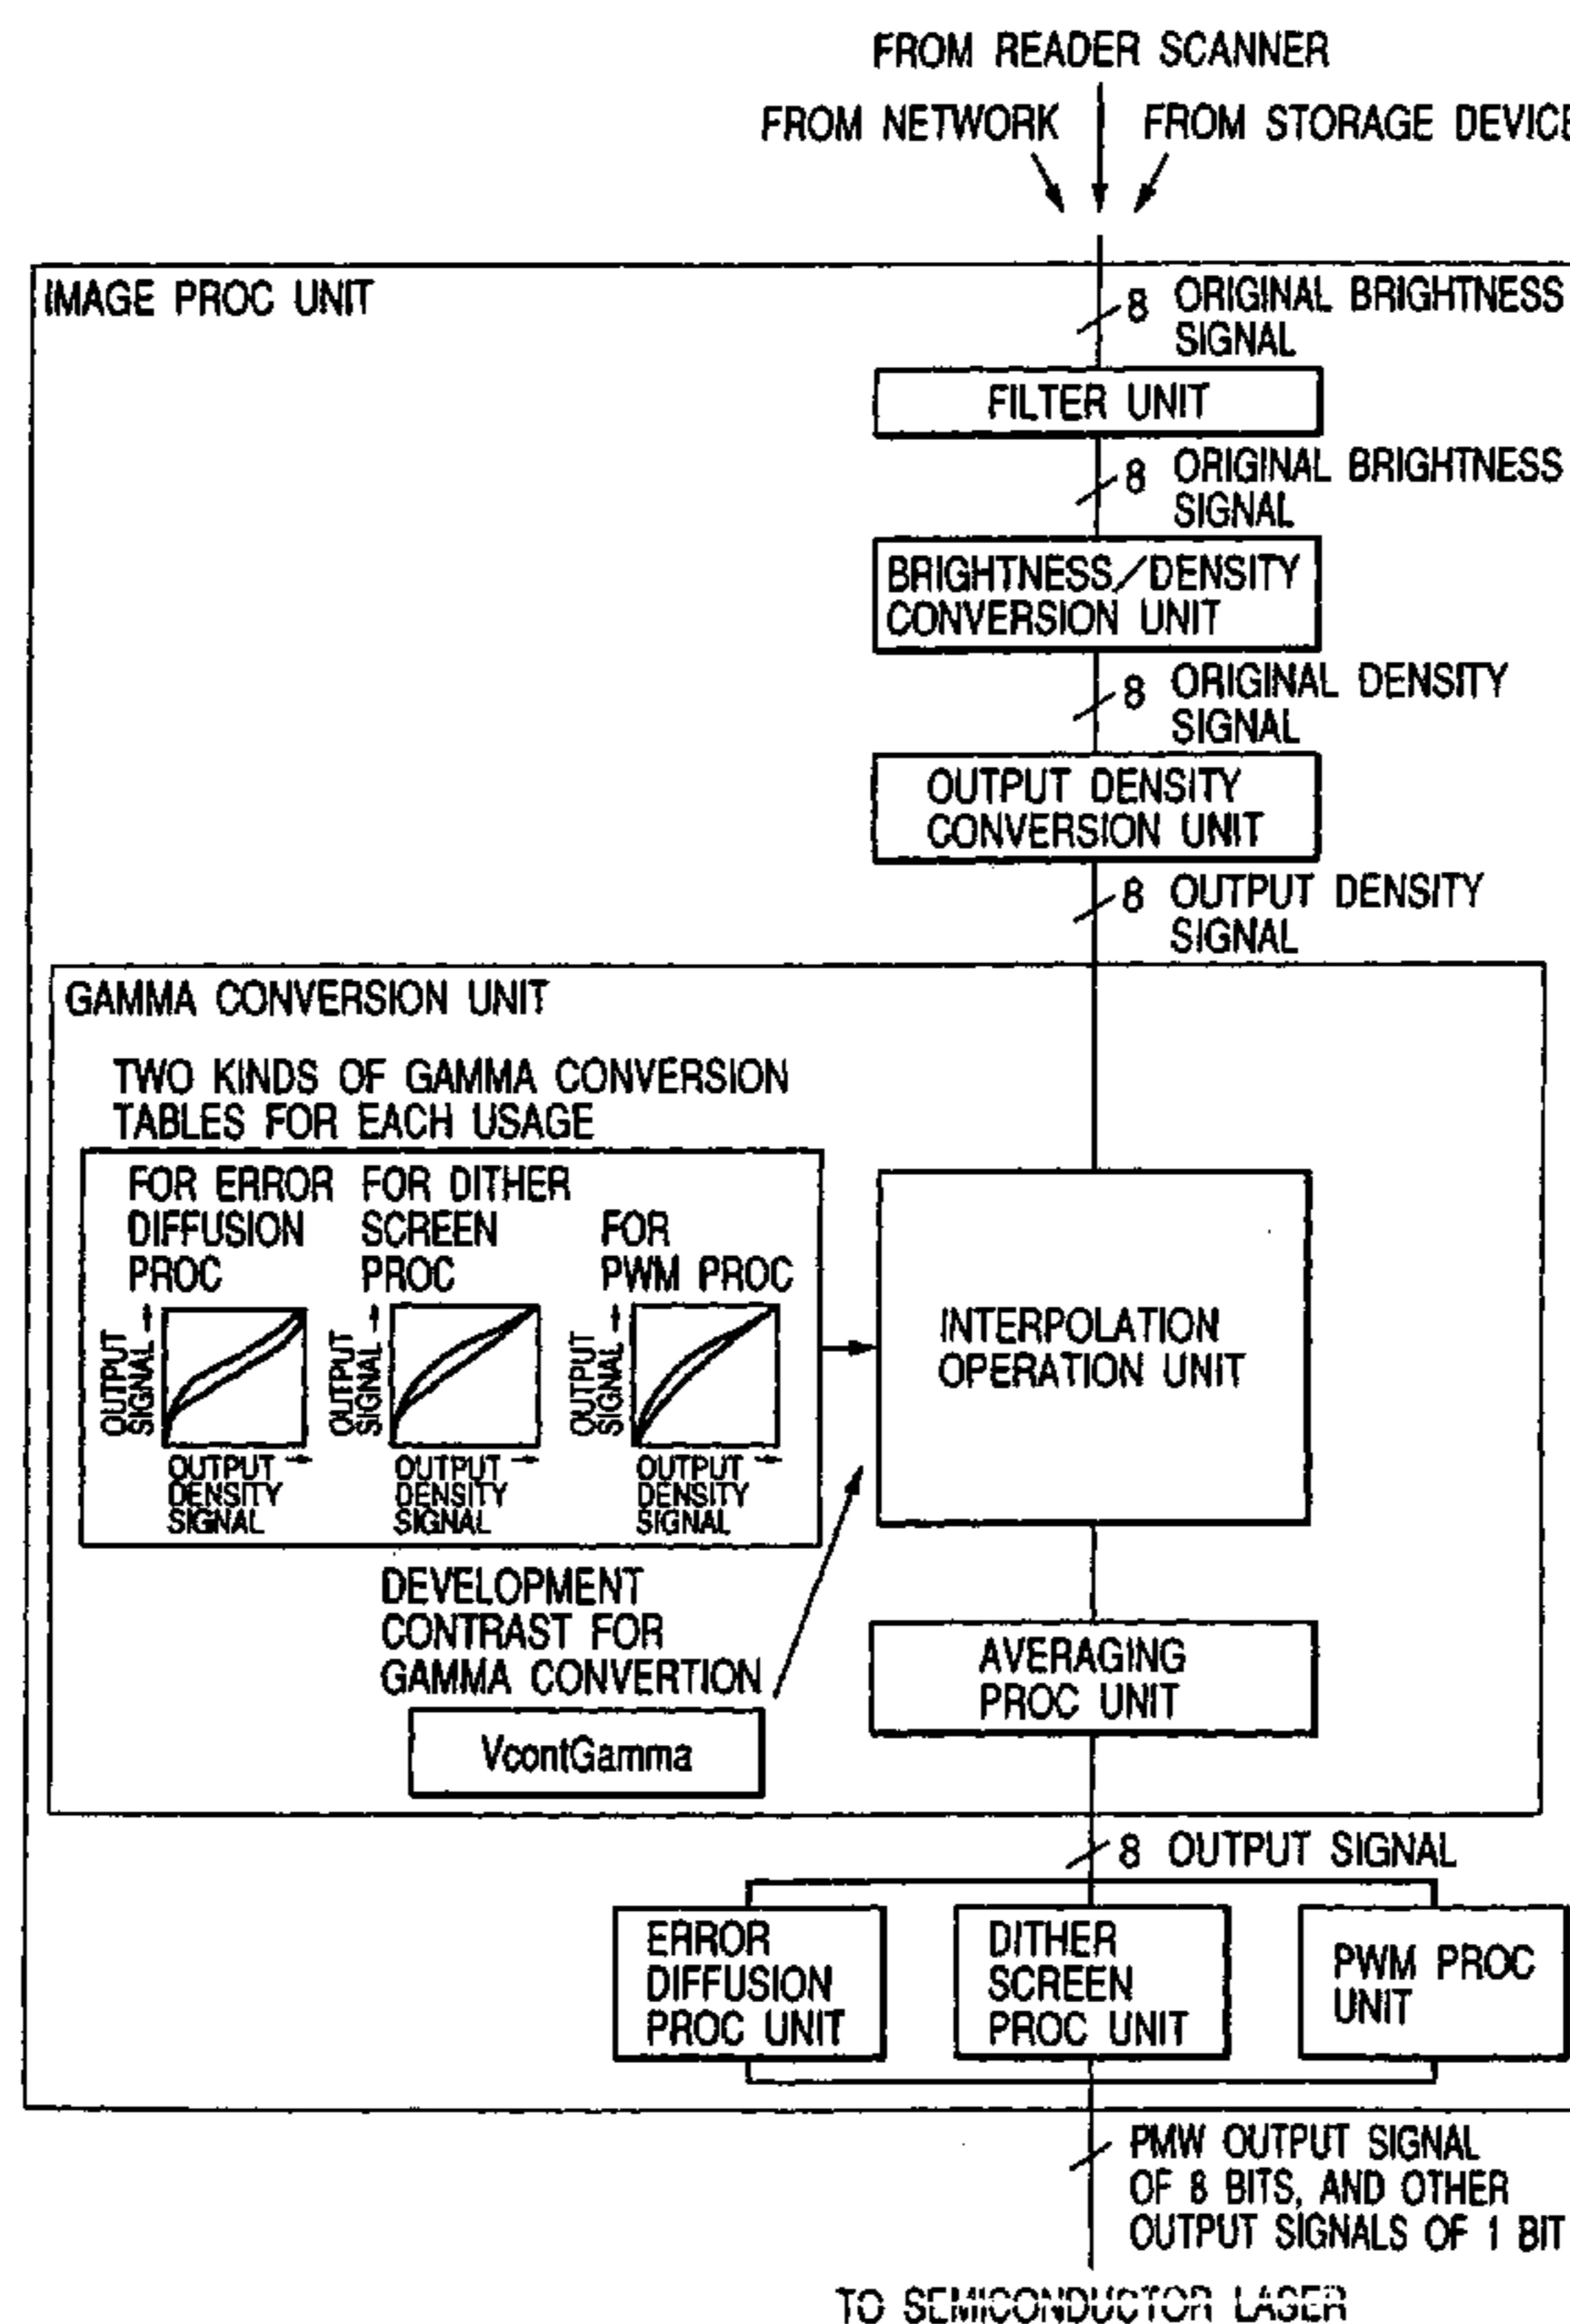 FROM READER SCANNER
FROM NETWORK
FROM STORAGE DEVICE
IMAGE PROC UNIT
8 ORIGINAL BRIGHTNESS
SIGNAL
FILTER UNIT
8 ORIGINAL BRIGHTNESS
SIGNAL
BRIGHTNESS/DENSITY
CONVERSION UNIT
8 ORIGINAL DENSITY
SIGNAL
OUTPUT DENSITY
CONVERSION UNIT
8 OUTPUT DENSITY
SIGNAL
GAMMA CONVERSION UNIT
TWO KINDS OF GAMMA CONVERSION
TABLES FOR EACH USAGE
FOR ERROR
DIFFUSION
PROC
OUTPUT
SIGNAL
OUTPUT
DENSITY
SIGNAL
FOR DITHER
SCREEN
PROC
OUTPUT
SIGNAL
OUTPUT
DENSITY
SIGNAL
FOR
PWM PROC
OUTPUT
SIGNAL
OUTPUT
DENSITY
SIGNAL
INTERPOLATION
OPERATION UNIT
DEVELOPMENT
CONTRAST FOR
GAMMA CONVERTION
VcontGamma
AVERAGING
PROC UNIT
8 OUTPUT SIGNAL
ERROR
DIFFUSION
PROC UNIT
DITHER
SCREEN
PROC UNIT
PWM PROC
UNIT
PMW OUTPUT SIGNAL
OF 8 BITS, AND OTHER
OUTPUT SIGNALS OF 1 BIT
TO SEMICONDUCTOR LASER